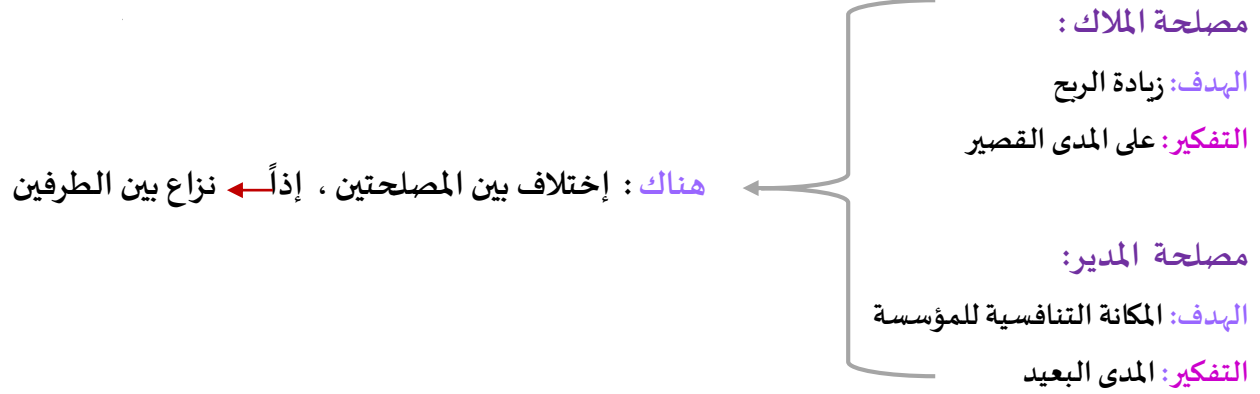 مصلحة الملاك :
الهدف: زيادة الربح
التفكير: على المدى القصير
هناك : إختلاف بين المصلحتين ، إذاً نزاع بين الطرفين
مصلحة المدير:
الهدف: المكانة التنافسية للمؤسسة
التفكير: المدى البعيد